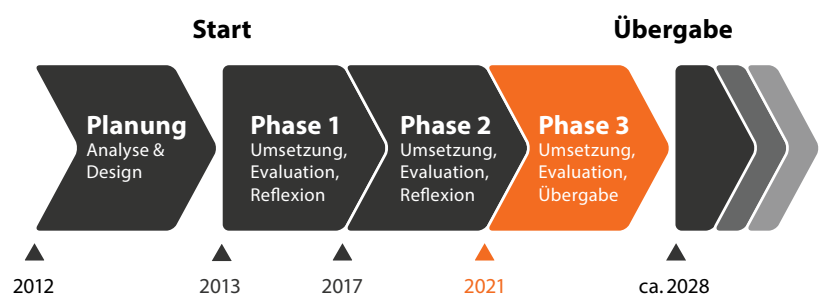 Start
Übergabe
Planung
Analyse &
Design
Phase 1
Umsetzung,
Evaluation,
Reflexion
Phase 2
Umsetzung,
Evaluation,
Reflexion
Phase 3
Umsetzung,
Evaluation,
Übergabe
2012
2013
2017
2021
ca. 2028